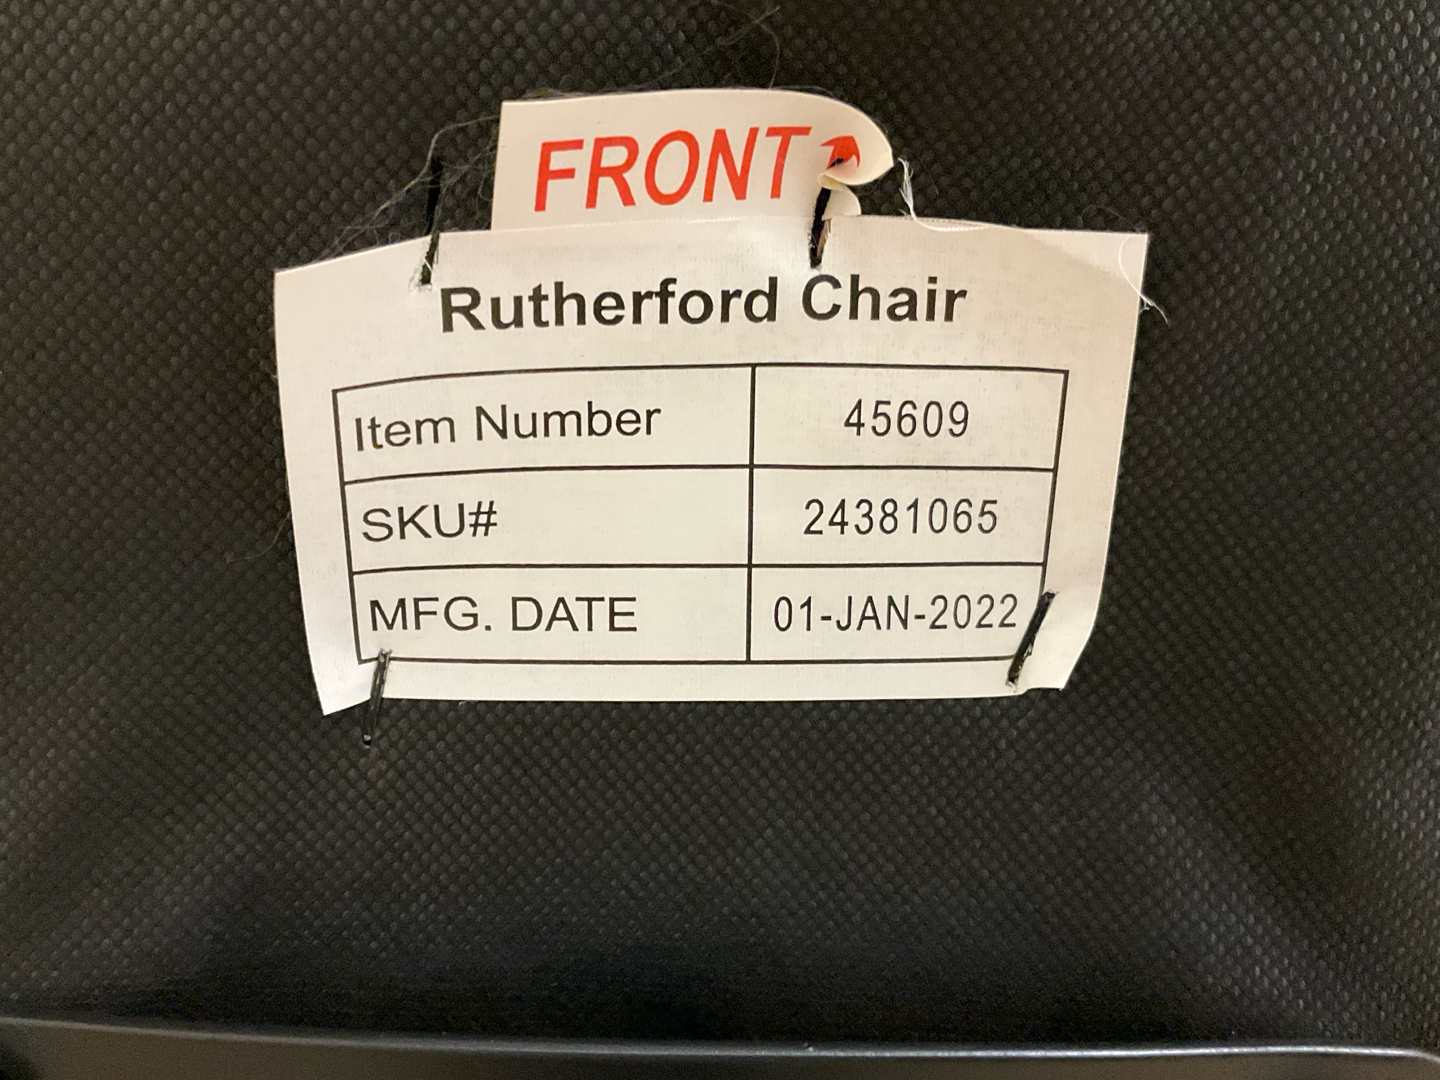 FRONT
Rutherford Chair
Item Number 45609
SKU# 24381065
MFG. DATE 01-JAN-2022